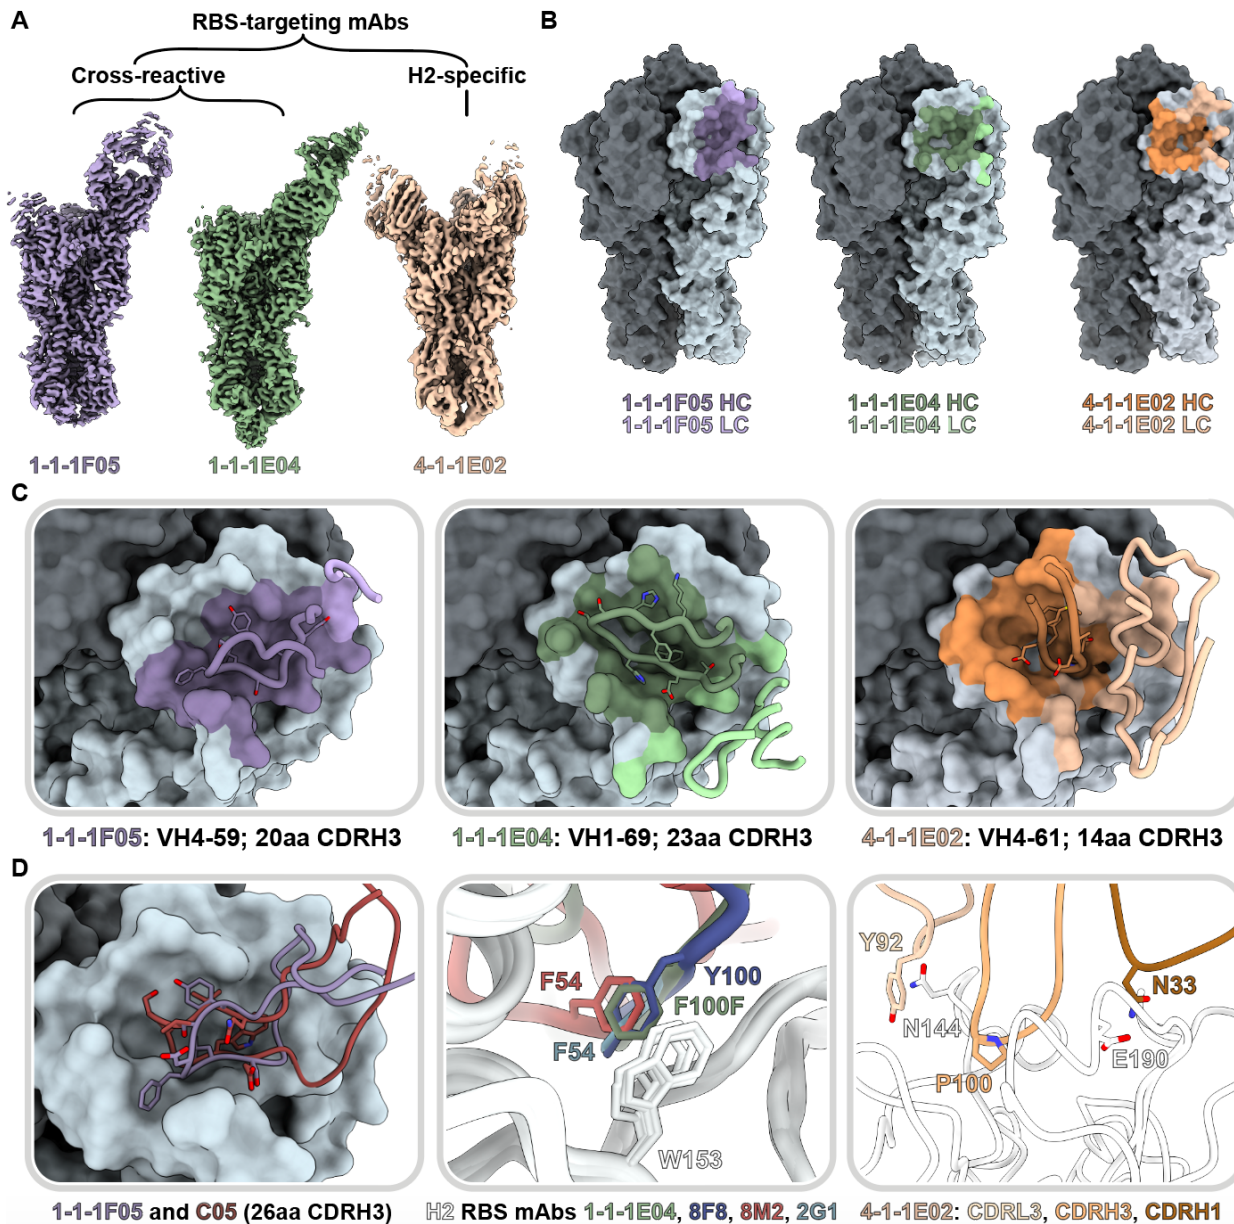 A
RBS-targeting mAbs
Cross-reactive
H2-specific
1-1-1F05
1-1-1E04
4-1-1E02
B
1-1-1F05 HC
1-1-1F05 LC
1-1-1E04 HC
1-1-1E04 LC
4-1-1E02 HC
4-1-1E02 LC
C
1-1-1F05: VH4-59; 20aa CDRH3
1-1-1E04: VH1-69; 23aa CDRH3
4-1-1E02: VH4-61; 14aa CDRH3
D
F54
Y100
F100F
F54
W153
Y92
N144
P100
N33
E190
1-1-1F05 and C05 (26aa CDRH3)
H2 RBS mAbs 1-1-1E04, 8F8, 8M2, 2G1
4-1-1E02: CDRL3, CDRH3, CDRH1